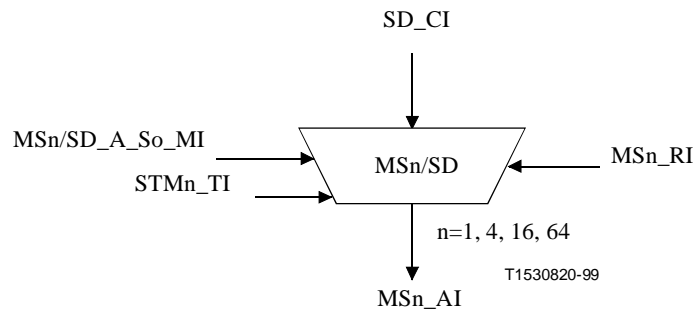 SD_CI
MSn/SD_A_So_MI
MSn/SD
MSn_RI
STMn_TI
n=1, 4, 16, 64
T1530820-99
MSn_AI